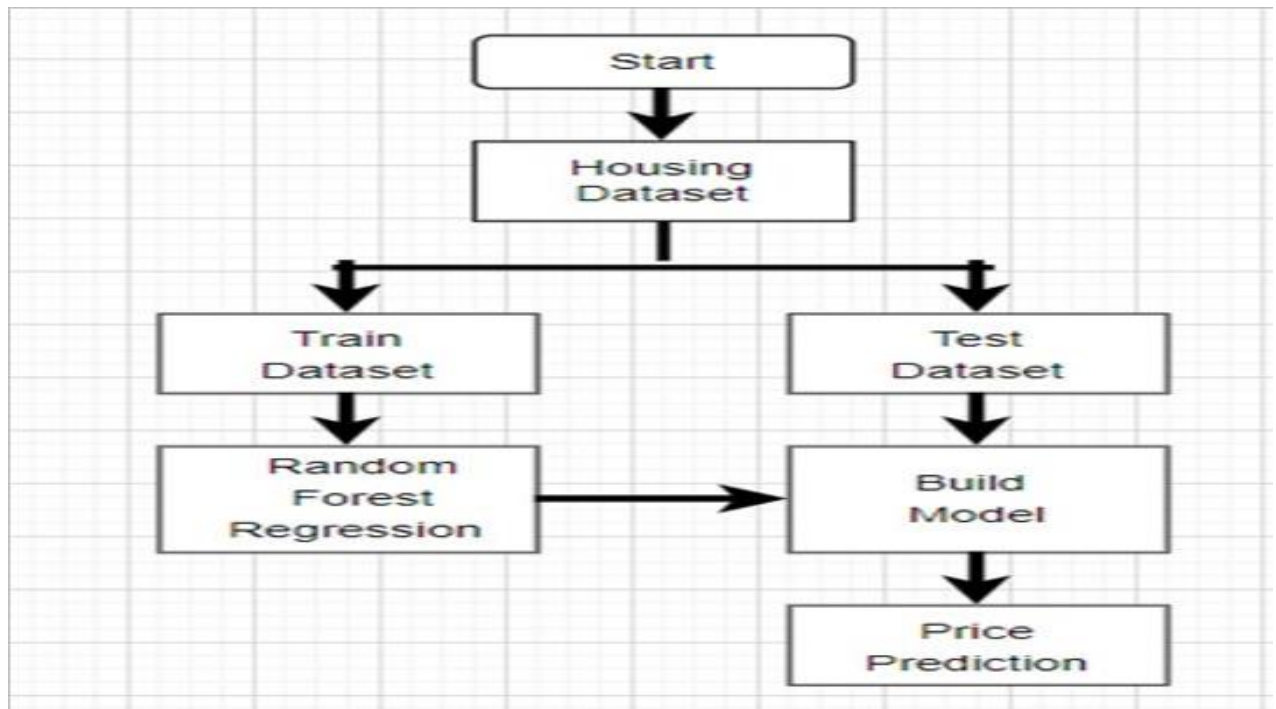 Start
Housing
Dataset
Train
Dataset
Test
Dataset
Random
Forest
Regression
Build
Model
Price
Prediction